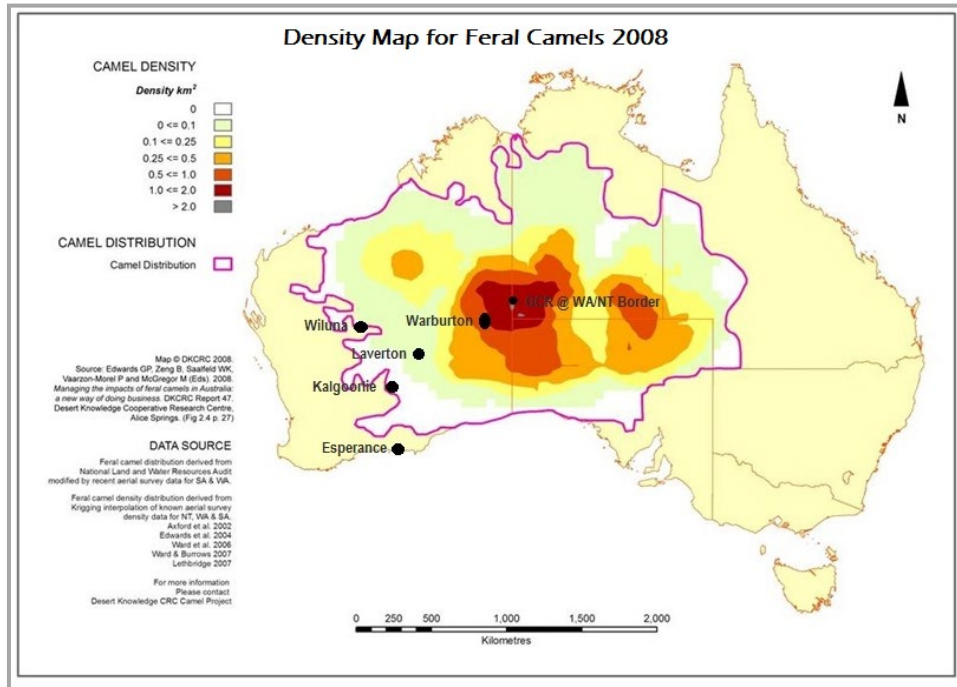 Density Map for Feral Camels 2008
CAMEL DENSITY
Density km²
0
0 <= 0.1
0.1 <= 0.25
0.25 <= 0.5
0.5 <= 1.0
1.0 <= 2.0
> 2.0
CAMEL DISTRIBUTION
Camel Distribution
N
GCR @ WA/NT Border
Warburton
Wiluna
Laverton
Kalgoorlie
Esperance
Map © DKCRC 2008.
Source: Edwards GP, Zeng B, Saalfeld WK,
Vaarzon-Morel P and McGregor M (Eds). 2008.
Managing the impacts of feral camels in Australia:
a new way of doing business. DKCRC Report 47.
Desert Knowledge Cooperative Research Centre,
Alice Springs. (Fig 2.4 p. 27)
DATA SOURCE
Feral camel distribution derived from
National Land and Water Resources Audit
modified by recent aerial survey data for SA & WA.
Feral camel density distribution derived from
Krigging interpolation of known aerial survey
density data for NT, WA & SA.
Axford et al. 2002
Edwards et al. 2004
Ward et al. 2006
Ward & Burrows 2007
Lethbridge 2007
For more information
Please contact
Desert Knowledge CRC Camel Project
0 250 500 1,000 1,500 2,000
Kilometres